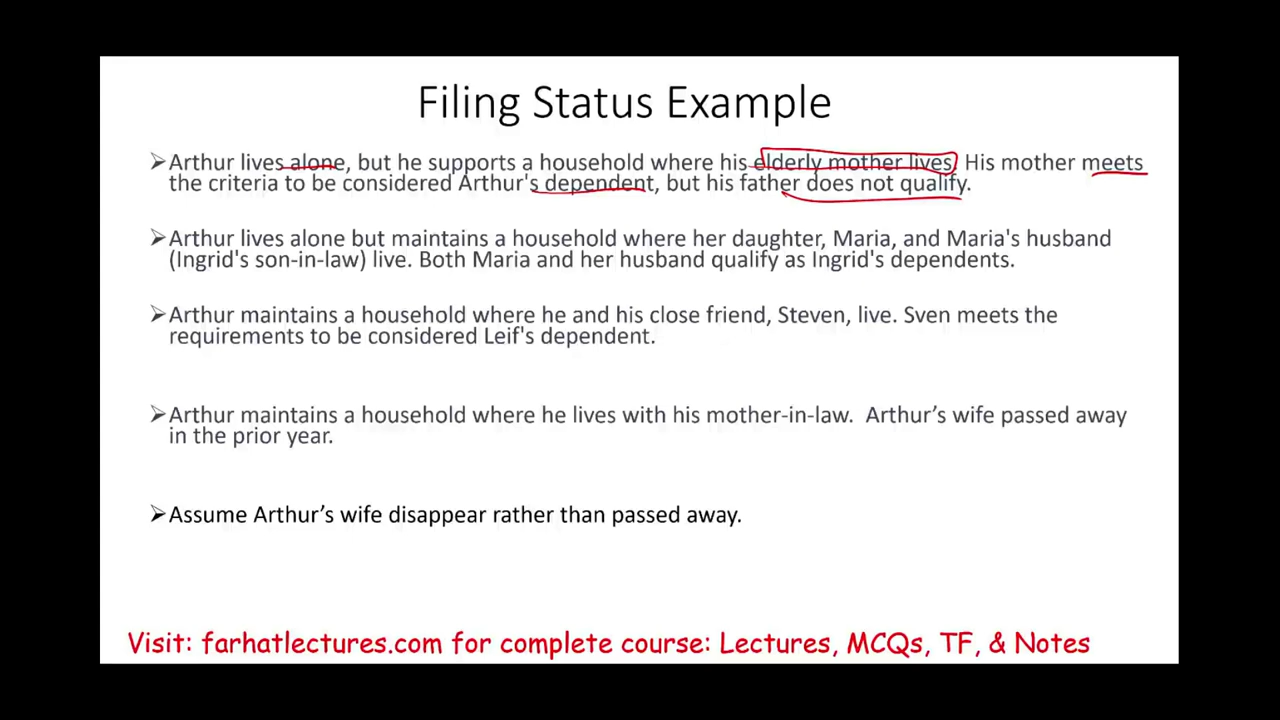 Filing Status Example
➢Arthur lives alone, but he supports a household where his elderly mother lives. His mother meets
the criteria to be considered Arthur's dependent, but his father does not qualify.
➢Arthur lives alone but maintains a household where her daughter, Maria, and Maria's husband
(Ingrid's son-in-law) live. Both Maria and her husband qualify as Ingrid's dependents.
➢Arthur maintains a household where he and his close friend, Steven, live. Sven meets the
requirements to be considered Leif's dependent.
➢Arthur maintains a household where he lives with his mother-in-law.  Arthur’s wife passed away
in the prior year.
➢Assume Arthur’s wife disappear rather than passed away.
Visit: farhatlectures.com for complete course: Lectures, MCQs, TF, & Notes